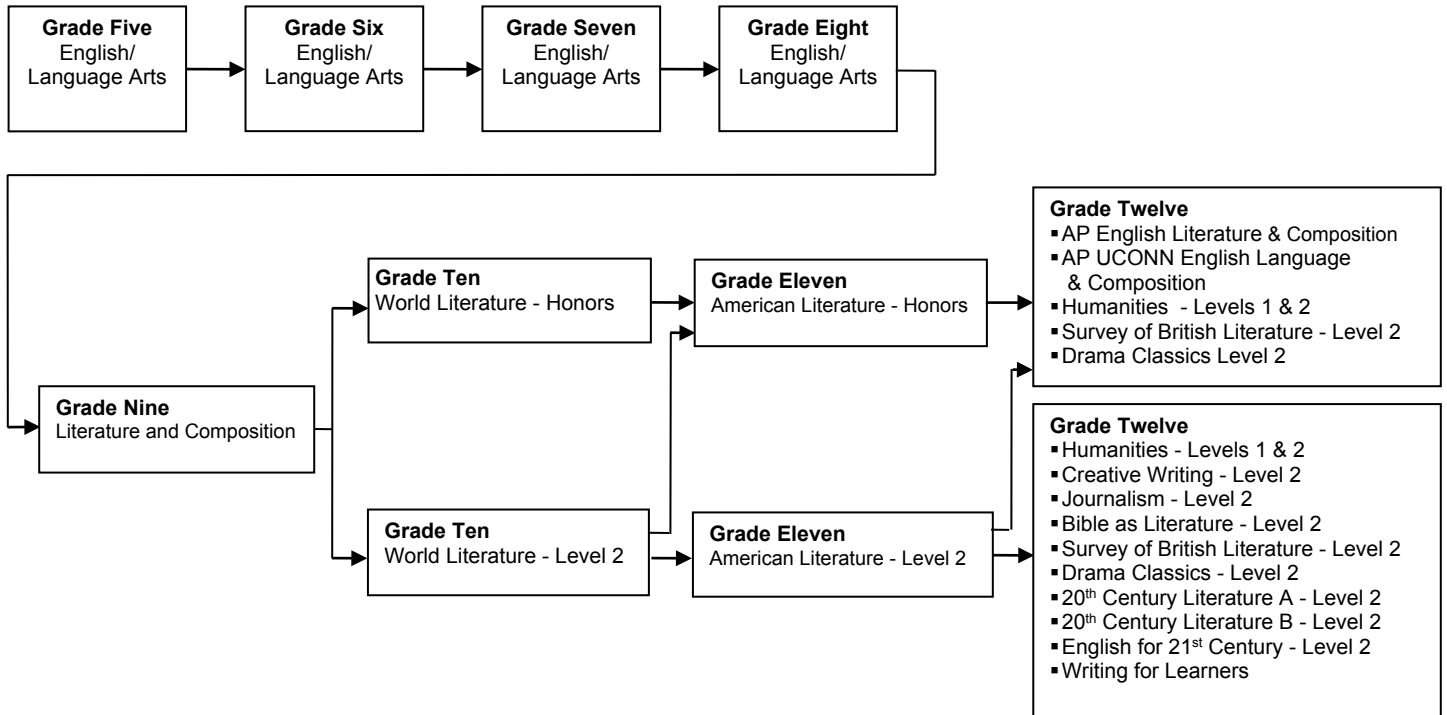 Grade Five
English/
Language Arts
Grade Six
English/
Language Arts
Grade Seven
English/
Language Arts
Grade Eight
English/
Language Arts
Grade Nine
Literature and Composition
Grade Ten
World Literature - Honors
Grade Eleven
American Literature - Honors
Grade Twelve
▪AP English Literature & Composition
▪AP UCONN English Language
& Composition
▪Humanities - Levels 1 & 2
▪Survey of British Literature - Level 2
▪Drama Classics Level 2
Grade Ten
World Literature - Level 2
Grade Eleven
American Literature - Level 2
Grade Twelve
▪Humanities - Levels 1 & 2
▪Creative Writing - Level 2
▪Journalism - Level 2
▪Bible as Literature - Level 2
▪Survey of British Literature - Level 2
▪Drama Classics - Level 2
▪20th Century Literature A - Level 2
▪20th Century Literature B - Level 2
▪English for 21st Century - Level 2
▪Writing for Learners